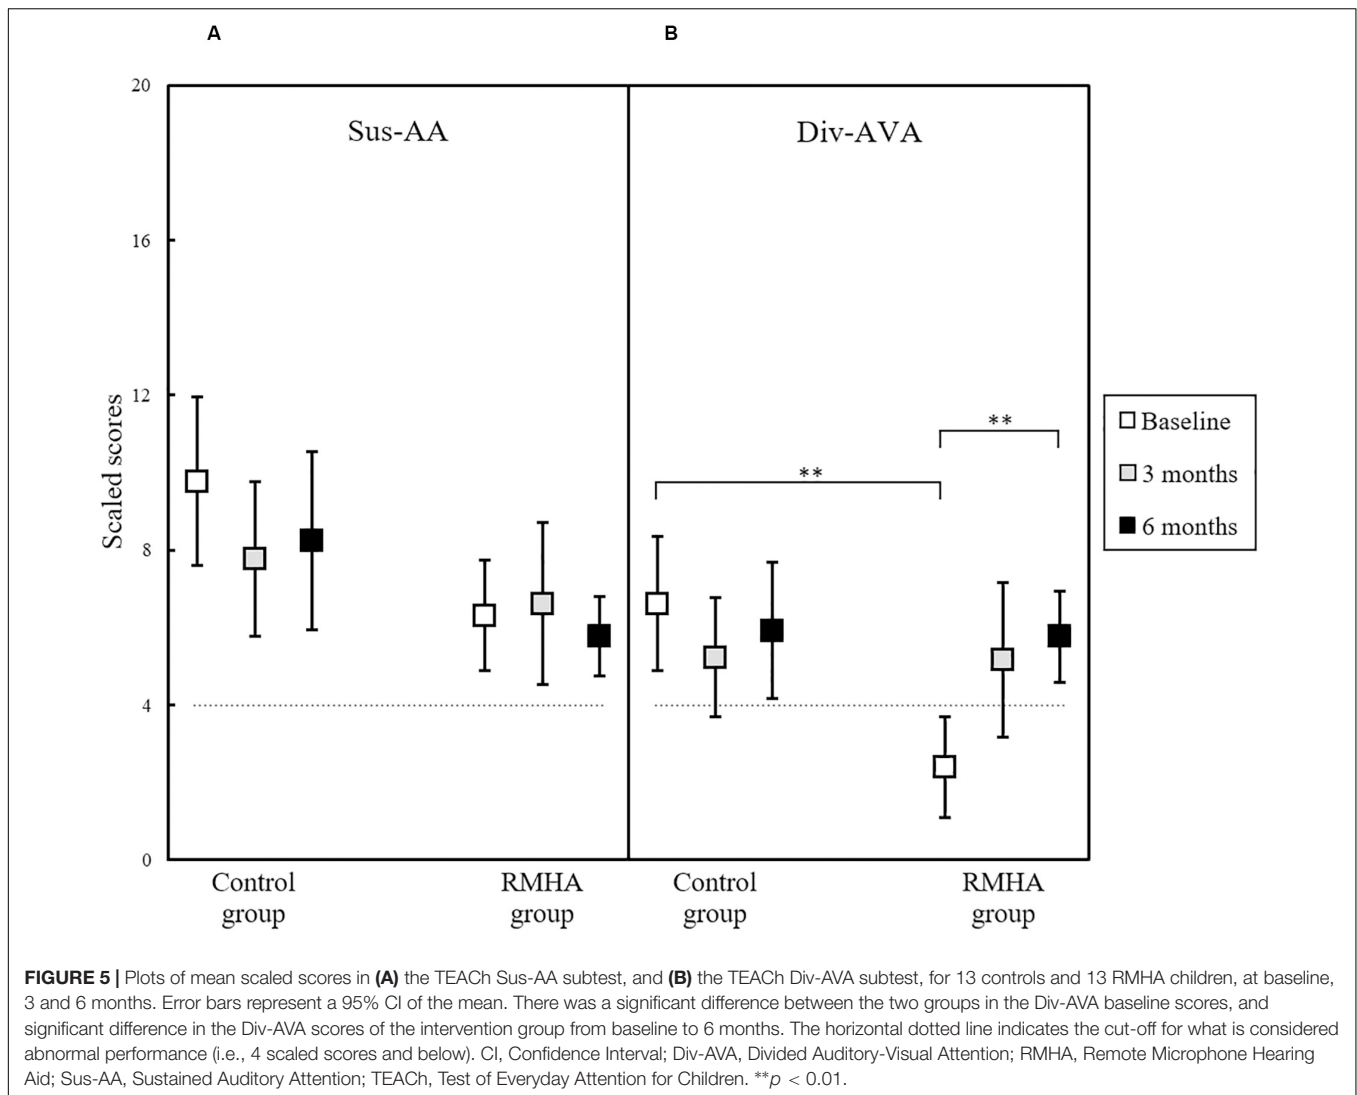 A
B
20
16
12
8
4
0
Scaled scores
Sus-AA
Div-AVA
**
**
Baseline
3 months
6 months
Control
group
RMHA
group
Control
group
RMHA
group
FIGURE 5 | Plots of mean scaled scores in (A) the TEACh Sus-AA subtest, and (B) the TEACh Div-AVA subtest, for 13 controls and 13 RMHA children, at baseline,
3 and 6 months. Error bars represent a 95% CI of the mean. There was a significant difference between the two groups in the Div-AVA baseline scores, and
significant difference in the Div-AVA scores of the intervention group from baseline to 6 months. The horizontal dotted line indicates the cut-off for what is considered
abnormal performance (i.e., 4 scaled scores and below). CI, Confidence Interval; Div-AVA, Divided Auditory-Visual Attention; RMHA, Remote Microphone Hearing
Aid; Sus-AA, Sustained Auditory Attention; TEACh, Test of Everyday Attention for Children. **p < 0.01.